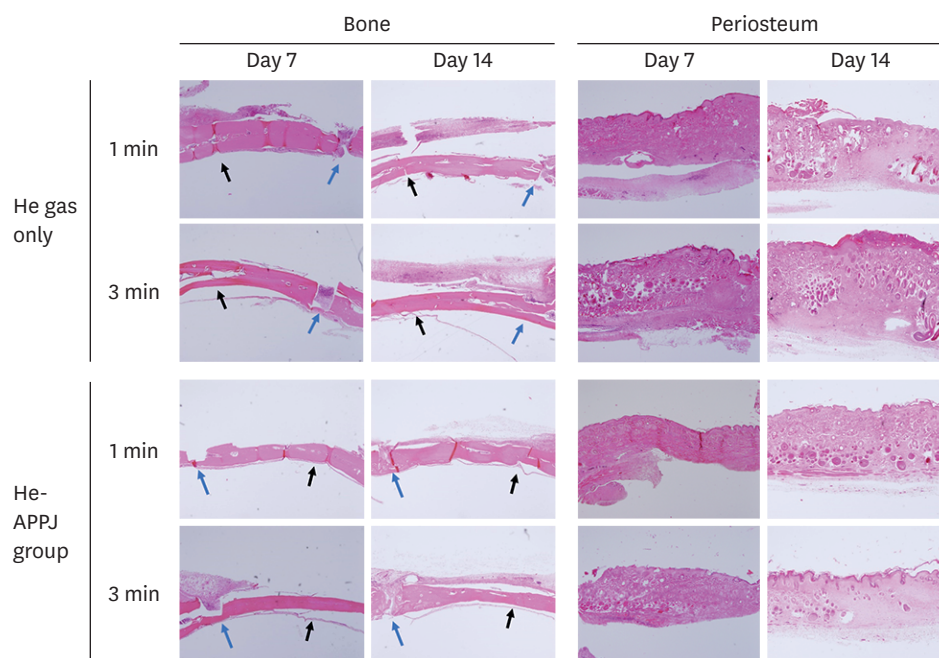 Bone
Periosteum
Day 7
Day 14
Day 7
Day 14
He gas
only
1 min
3 min
He-
APPJ
group
1 min
3 min